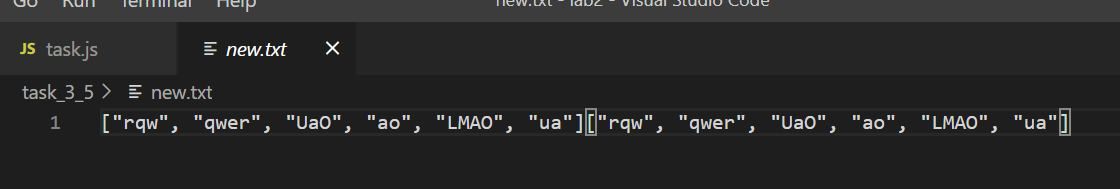 Go Run Terminal new.txt - lab2 - Visual Studio Code
JS task.js new.txt
task_3_5 > new.txt
1 ["rqw", "qwer", "UaO", "ao", "LMAO", "ua"]["rqw", "qwer", "UaO", "ao", "LMAO", "ua"]